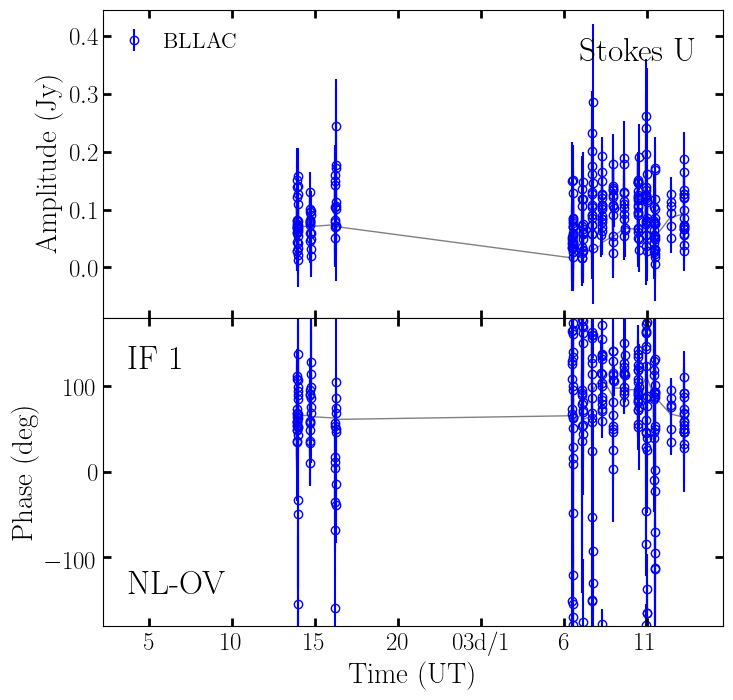 BLLAC
Stokes U
0.4
0.3
0.2
0.1
0.0
Amplitude (Jy)
IF 1
100
0
−100
Phase (deg)
NL-OV
5 10 15 20 03d/1 6 11
Time (UT)